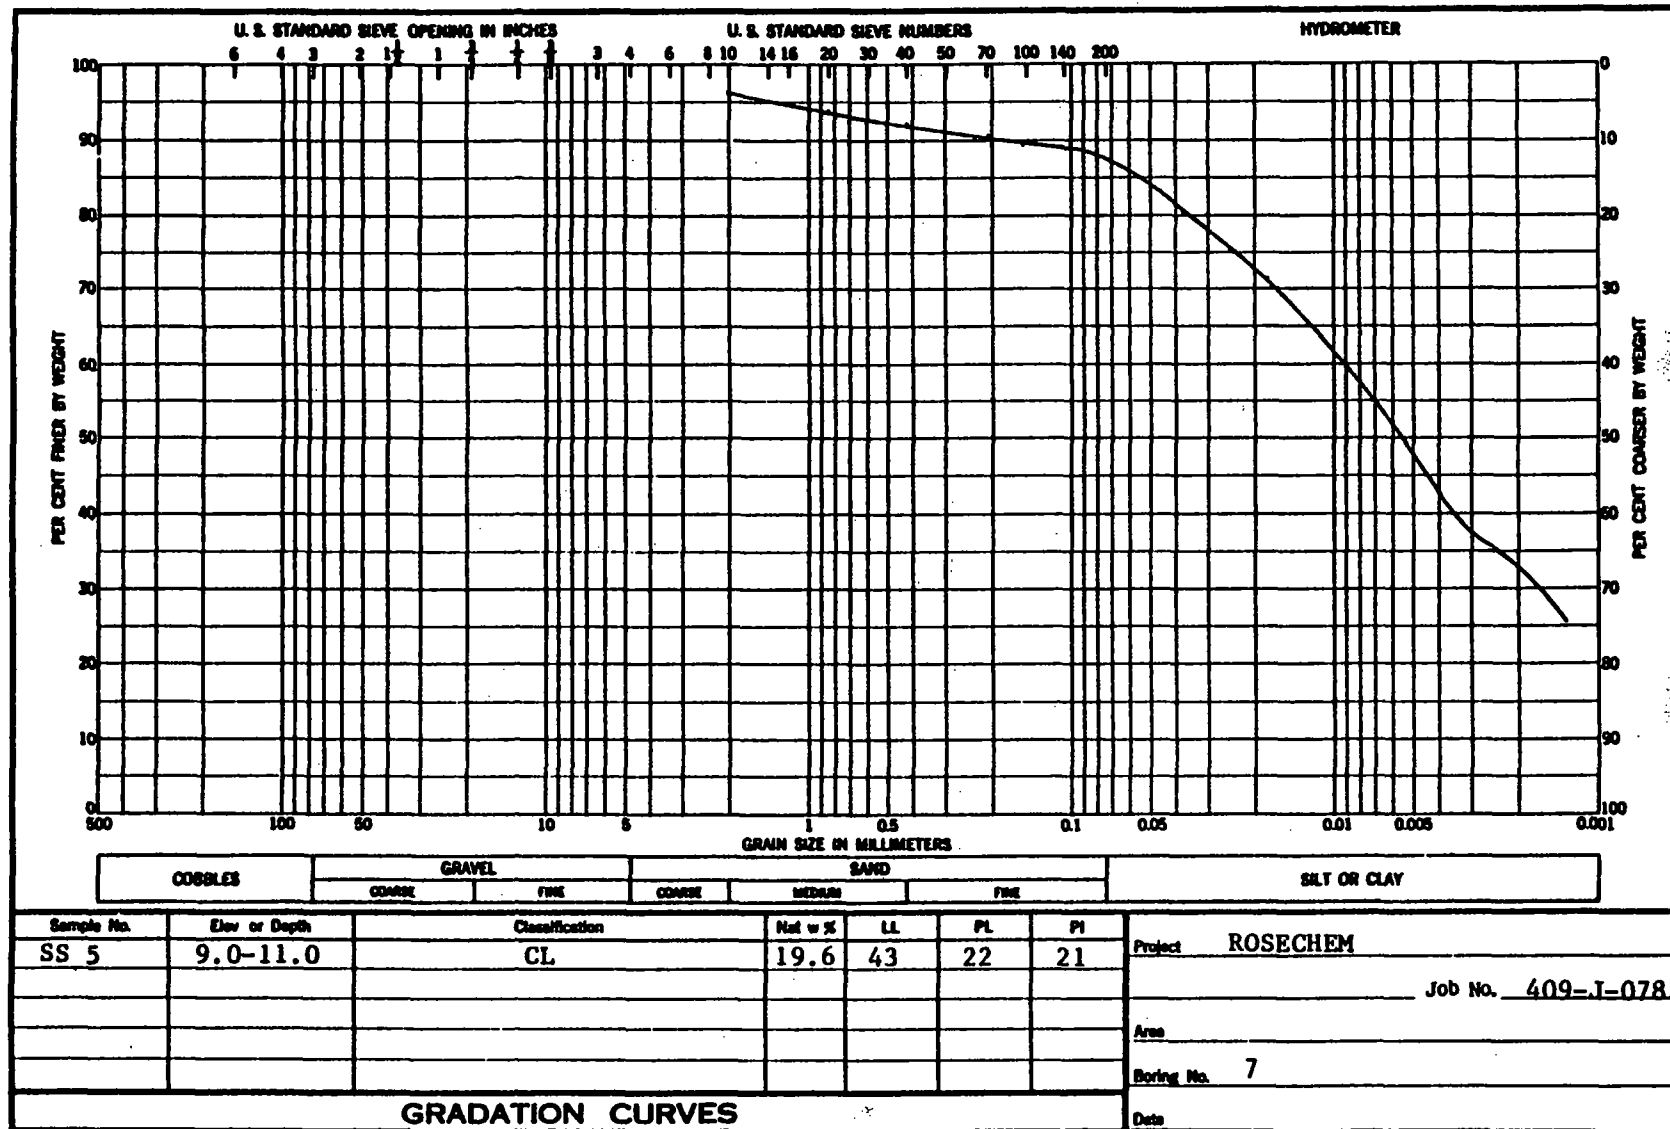 U. S. STANDARD SIEVE OPENING IN INCHES U. S. STANDARD SIEVE NUMBERS HYDROMETER
6 4 3 2 1½ 1 ¾ ½ ⅜ 3 4 6 8 10 14 16 20 30 40 50 70 100 140 200
100 0
90 10
80 20
70 30
60 40
50 50
40 60
30 70
20 80
10 90
0 100
PER CENT FINER BY WEIGHT
PER CENT COARSER BY WEIGHT
500 100 50 10 5 1 0.5 0.1 0.05 0.01 0.005 0.001
GRAIN SIZE IN MILLIMETERS
COBBLES GRAVEL SAND SILT OR CLAY
COARSE FINE COARSE MEDIUM FINE
Sample No. Elev or Depth Classification Nat w % LL PL PI
SS 5 9.0-11.0 CL 19.6 43 22 21
Project ROSECHEM
Job No. 409-J-078
Area
Boring No. 7
GRADATION CURVES
Date